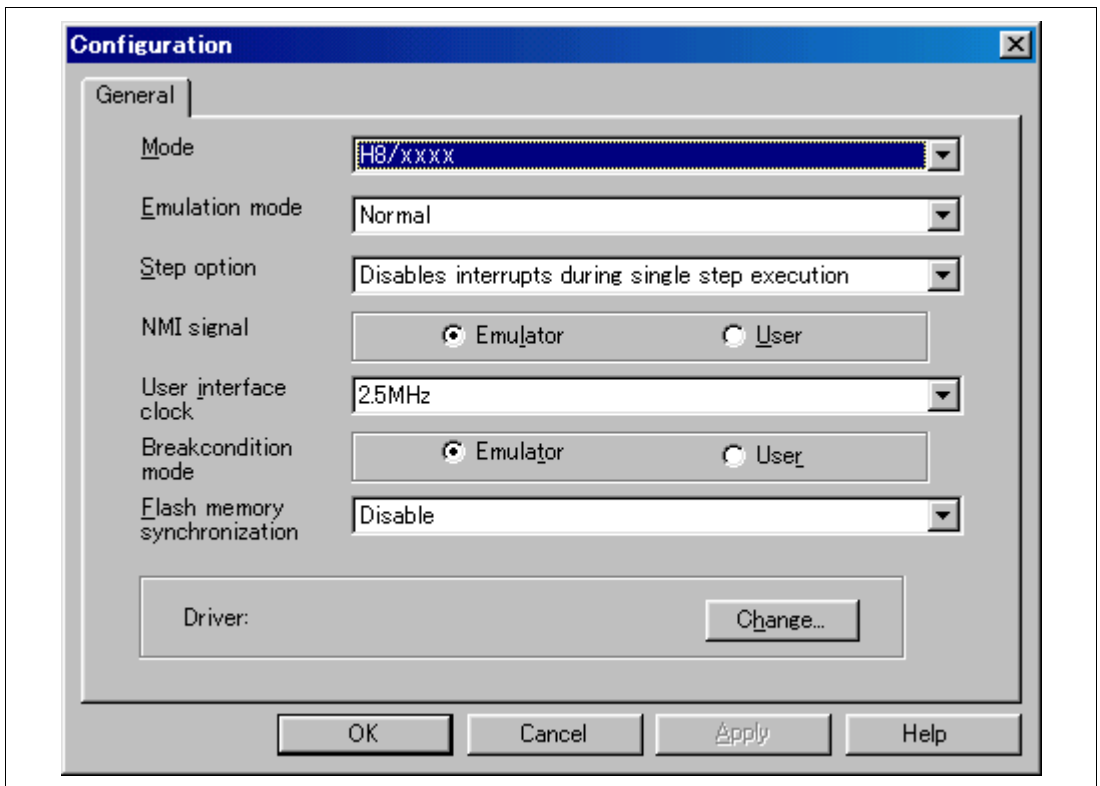 Configuration
General
Mode
H8/xxxx
Emulation mode
Normal
Step option
Disables interrupts during single step execution
NMI signal
Emulator
User
User interface
clock
2.5MHz
Breakcondition
mode
Emulator
User
Flash memory
synchronization
Disable
Driver:
Change...
OK
Cancel
Apply
Help